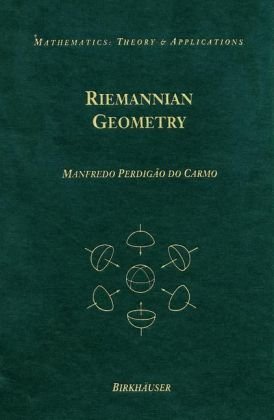 MATHEMATICS: THEORY & APPLICATIONS
RIEMANNIAN
GEOMETRY
MANFREDO PERDIGÃO DO CARMO
BIRKHÄUSER